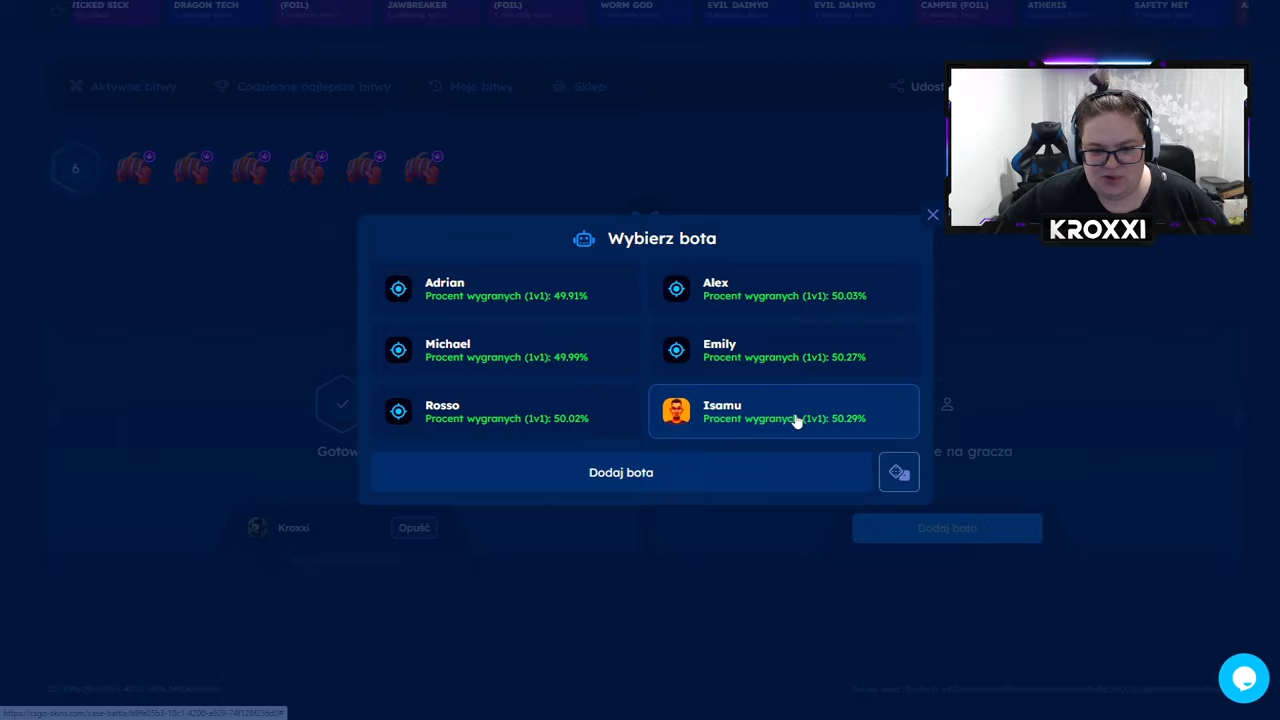 WICKED SICK
DRAGON TECH
(FOIL)
JAWBREAKER
(FOIL)
WORM GOD
EVIL DAIMYO
EVIL DAIMYO
CAMPER (FOIL)
ATHERIS
SAFETY NET
Aktywne bitwy
Codzienne najlepsze bitwy
Moje bitwy
Sklep
Udost
6
KROXXI
Wybierz bota
Adrian
Procent wygranych (1v1): 49.91%
Alex
Procent wygranych (1v1): 50.03%
Michael
Procent wygranych (1v1): 49.99%
Emily
Procent wygranych (1v1): 50.27%
Rosso
Procent wygranych (1v1): 50.02%
Isamu
Procent wygranych (1v1): 50.29%
Gotow
e na gracza
Dodaj bota
Kroxxi
Opuść
Dodaj bota